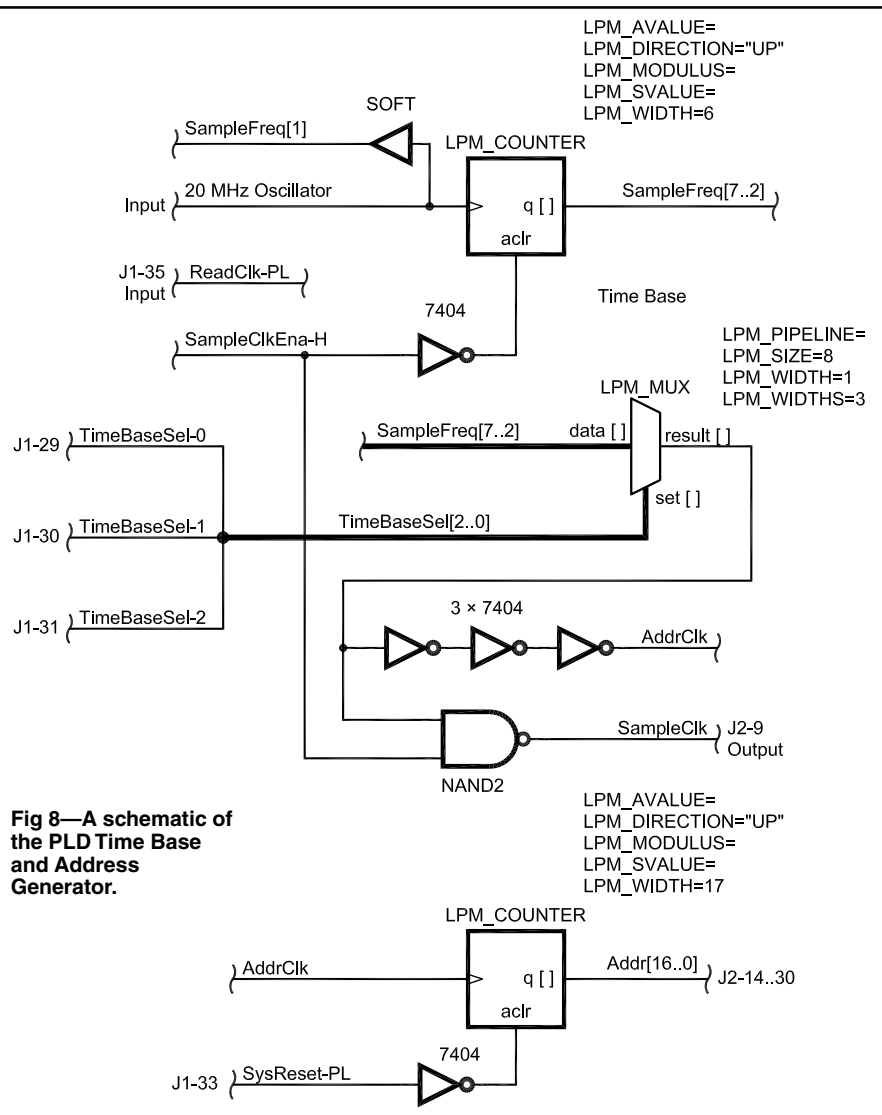 LPM_AVALUE=
LPM_DIRECTION="UP"
LPM_MODULUS=
LPM_SVALUE=
LPM_WIDTH=6
SOFT
SampleFreq[1]
LPM_COUNTER
Input
20 MHz Oscillator
q [ ]
SampleFreq[7..2]
aclr
J1-35
Input
ReadClk-PL
7404
Time Base
SampleClkEna-H
LPM_PIPELINE=
LPM_SIZE=8
LPM_WIDTH=1
LPM_WIDTHS=3
LPM_MUX
J1-29
TimeBaseSel-0
SampleFreq[7..2]
data [ ]
result [ ]
set [ ]
J1-30
TimeBaseSel-1
TimeBaseSel[2..0]
J1-31
TimeBaseSel-2
3 × 7404
AddrClk
SampleClk
J2-9
Output
NAND2
Fig 8—A schematic of
the PLD Time Base
and Address
Generator.
LPM_AVALUE=
LPM_DIRECTION="UP"
LPM_MODULUS=
LPM_SVALUE=
LPM_WIDTH=17
LPM_COUNTER
AddrClk
q [ ]
Addr[16..0]
J2-14..30
aclr
7404
J1-33
SysReset-PL